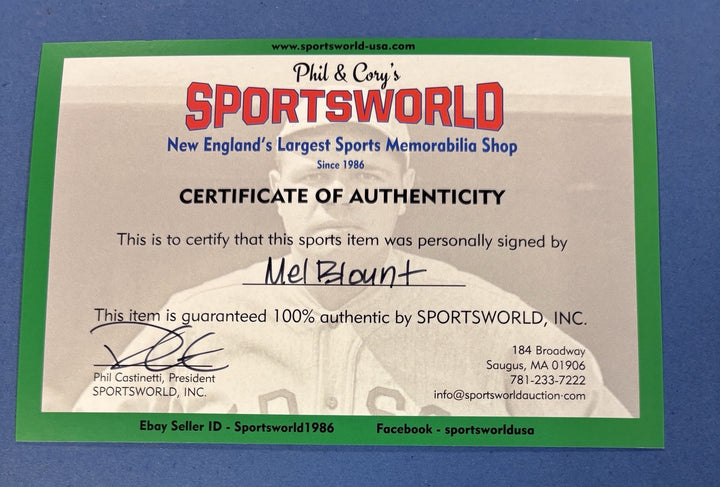 www.sportsworld-usa.com
Phil & Cory's
SPORTSWORLD
New England's Largest Sports Memorabilia Shop
Since 1986
CERTIFICATE OF AUTHENTICITY
This is to certify that this sports item was personally signed by
Mel Blount
This item is guaranteed 100% authentic by SPORTSWORLD, INC.
Phil Castinetti, President
SPORTSWORLD, INC.
184 Broadway
Saugus, MA 01906
781-233-7222
info@sportsworldauction.com
Ebay Seller ID - Sportsworld1986
Facebook - sportsworldusa